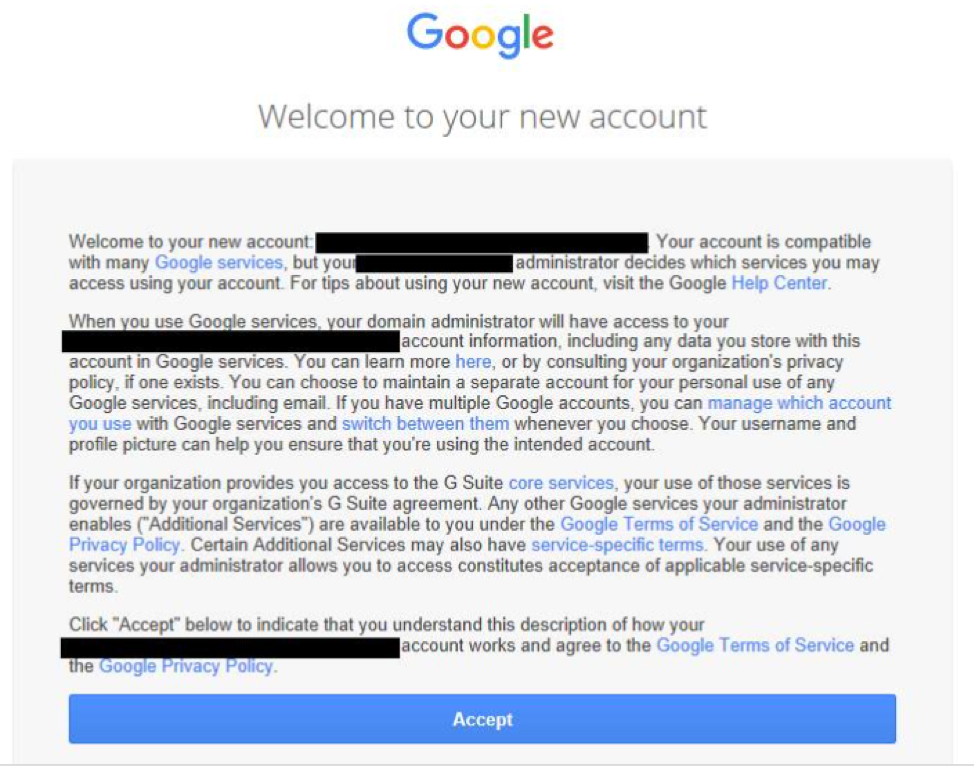 Google
Welcome to your new account
Welcome to your new account: . Your account is compatible
with many Google services, but your administrator decides which services you may
access using your account. For tips about using your new account, visit the Google Help Center.
When you use Google services, your domain administrator will have access to your
account information, including any data you store with this
account in Google services. You can learn more here, or by consulting your organization's privacy
policy, if one exists. You can choose to maintain a separate account for your personal use of any
Google services, including email. If you have multiple Google accounts, you can manage which account
you use with Google services and switch between them whenever you choose. Your username and
profile picture can help you ensure that you're using the intended account.
If your organization provides you access to the G Suite core services, your use of those services is
governed by your organization's G Suite agreement. Any other Google services your administrator
enables ("Additional Services") are available to you under the Google Terms of Service and the Google
Privacy Policy. Certain Additional Services may also have service-specific terms. Your use of any
services your administrator allows you to access constitutes acceptance of applicable service-specific
terms.
Click "Accept" below to indicate that you understand this description of how your
account works and agree to the Google Terms of Service and
the Google Privacy Policy.
Accept